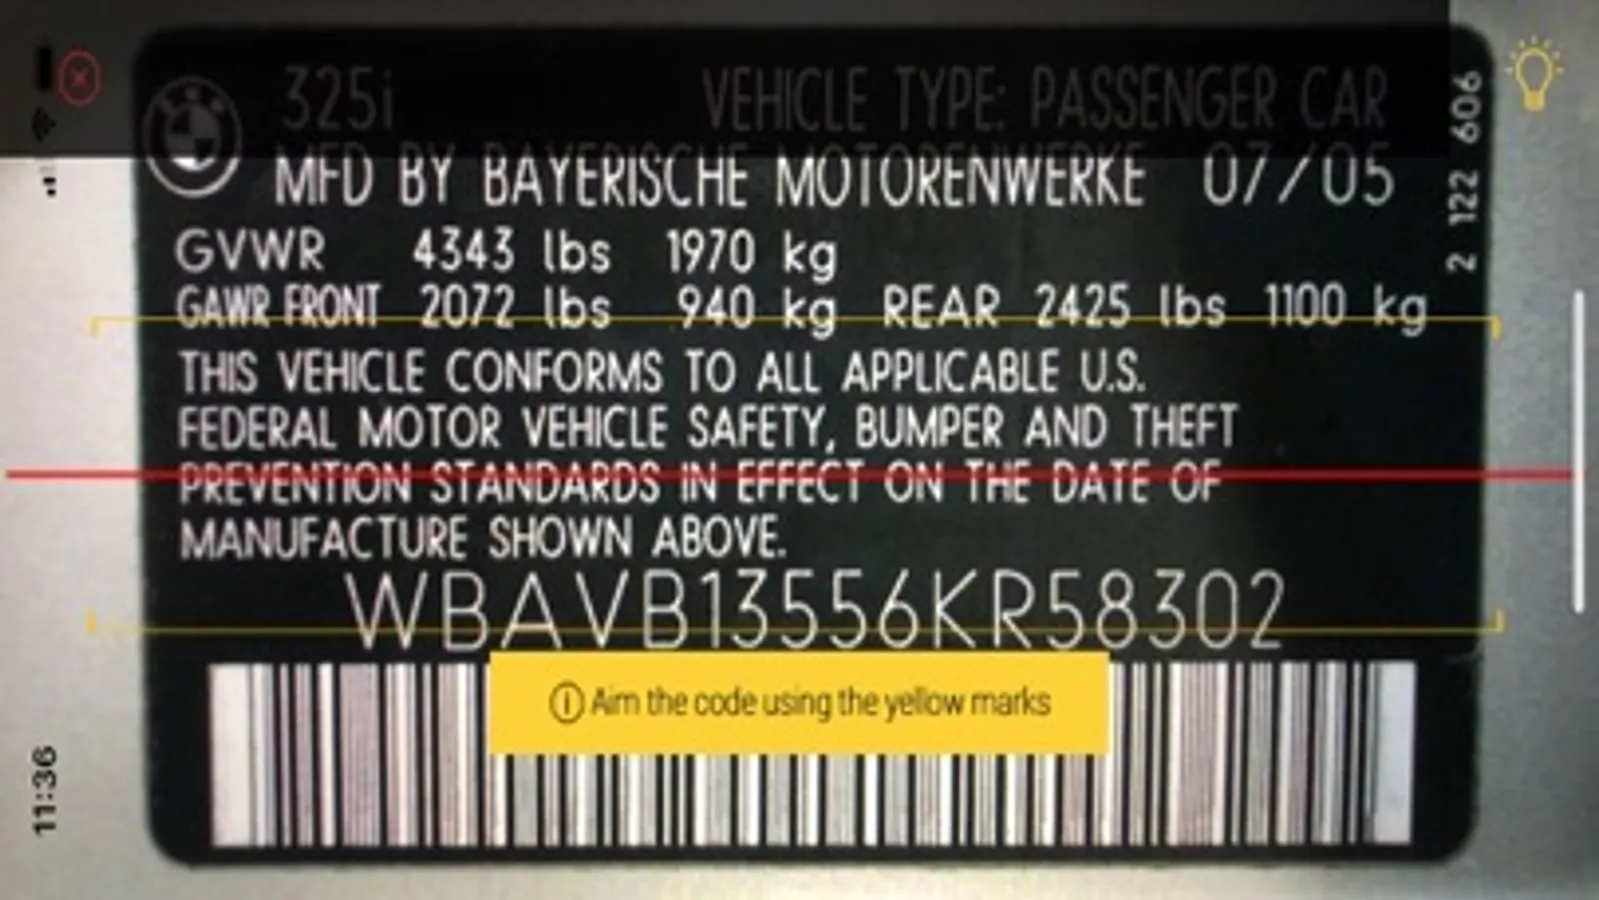 325i VEHICLE TYPE: PASSENGER CAR
MFD BY BAYERISCHE MOTORENWERKE 07/05
GVWR 4343 lbs 1970 kg
GAWR FRONT 2072 lbs 940 kg REAR 2425 lbs 1100 kg
THIS VEHICLE CONFORMS TO ALL APPLICABLE U.S.
FEDERAL MOTOR VEHICLE SAFETY, BUMPER AND THEFT
PREVENTION STANDARDS IN EFFECT ON THE DATE OF
MANUFACTURE SHOWN ABOVE.
WBAVB13556KR58302
Aim the code using the yellow marks
2 122 606
11:36